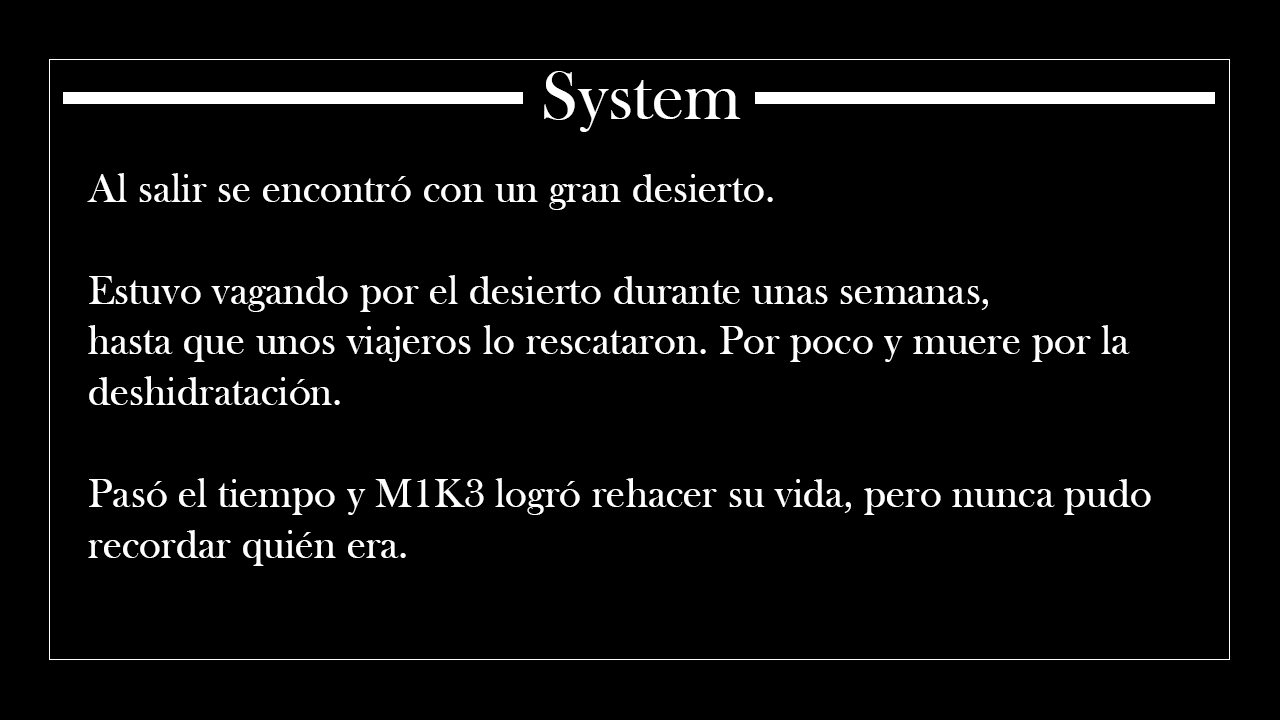 System
Al salir se encontró con un gran desierto.
Estuvo vagando por el desierto durante unas semanas,
hasta que unos viajeros lo rescataron. Por poco y muere por la
deshidratación.
Pasó el tiempo y M1K3 logró rehacer su vida, pero nunca pudo
recordar quién era.